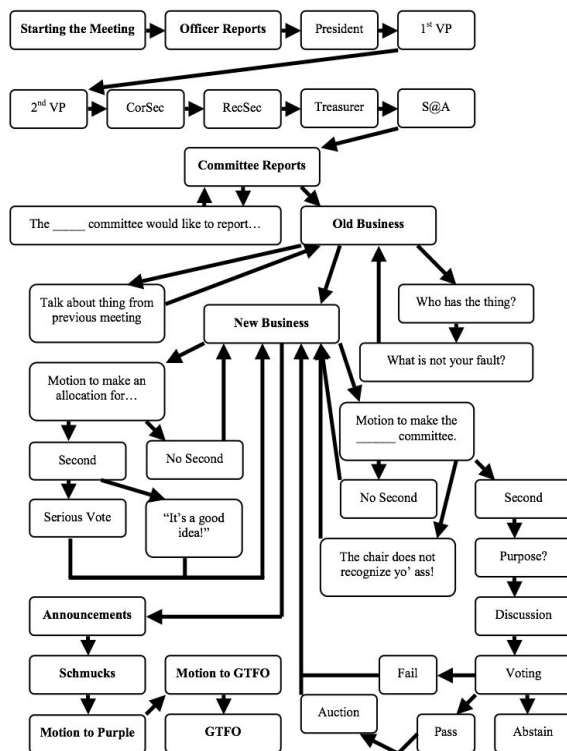 Starting the Meeting
Officer Reports
President
1st VP
2nd VP
CorSec
RecSec
Treasurer
S@A
Committee Reports
The _____ committee would like to report…
Old Business
Talk about thing from
previous meeting
Who has the thing?
New Business
What is not your fault?
Motion to make an
allocation for…
Motion to make the
______ committee.
Second
No Second
No Second
Second
Serious Vote
“It’s a good
idea!”
The chair does not
recognize yo’ ass!
Purpose?
Announcements
Discussion
Schmucks
Motion to GTFO
Fail
Voting
Motion to Purple
GTFO
Auction
Pass
Abstain